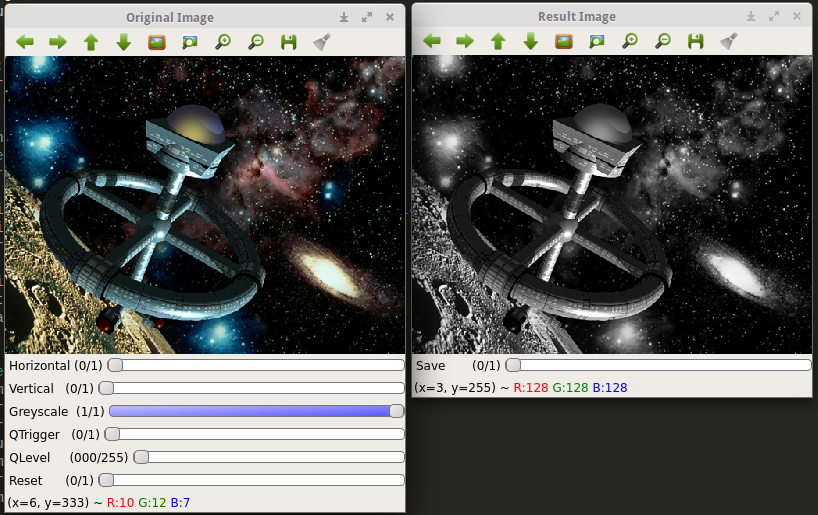 Original Image
Horizontal (0/1)
Vertical (0/1)
Greyscale (1/1)
QTrigger (0/1)
QLevel (000/255)
Reset (0/1)
(x=6, y=333) ~ R:10 G:12 B:7
Result Image
Save (0/1)
(x=3, y=255) ~ R:128 G:128 B:128